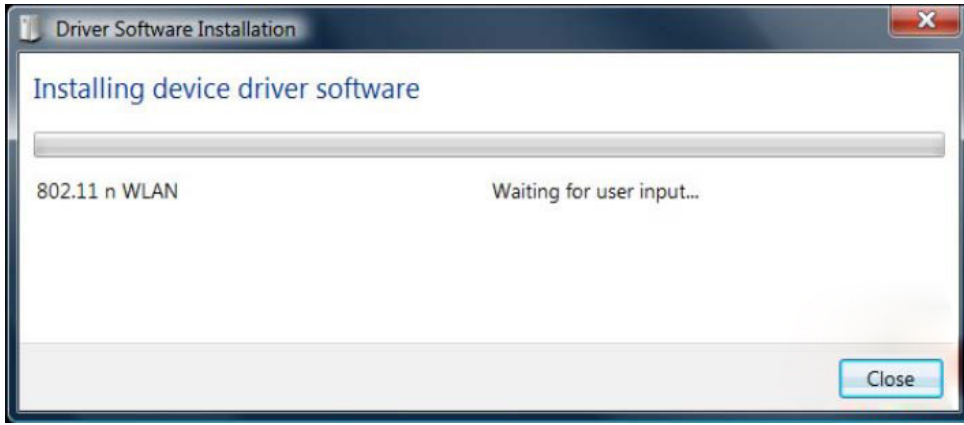 Driver Software Installation
Installing device driver software
802.11 n WLAN Waiting for user input...
Close